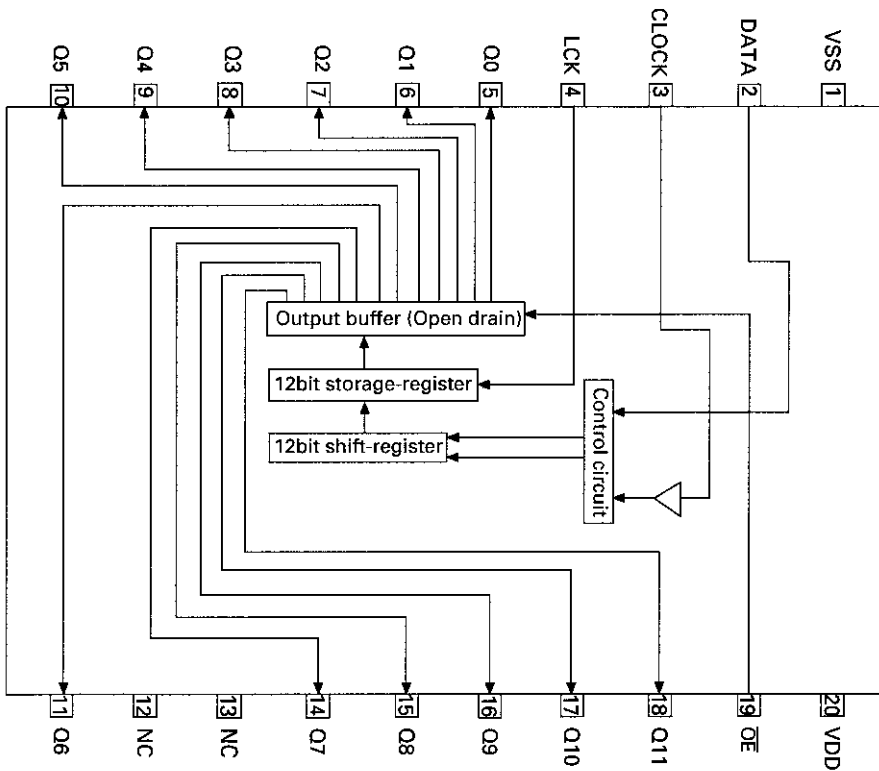 Q5
Q4
Q3
Q2
Q1
Q0
LCK
CLOCK
DATA
VSS
10
9
8
7
6
5
4
3
2
1
Output buffer (Open drain)
12bit storage-register
12bit shift-register
Control circuit
11
12
13
14
15
16
17
18
19
20
Q6
NC
NC
Q7
Q8
Q9
Q10
Q11
O̅E̅
VDD